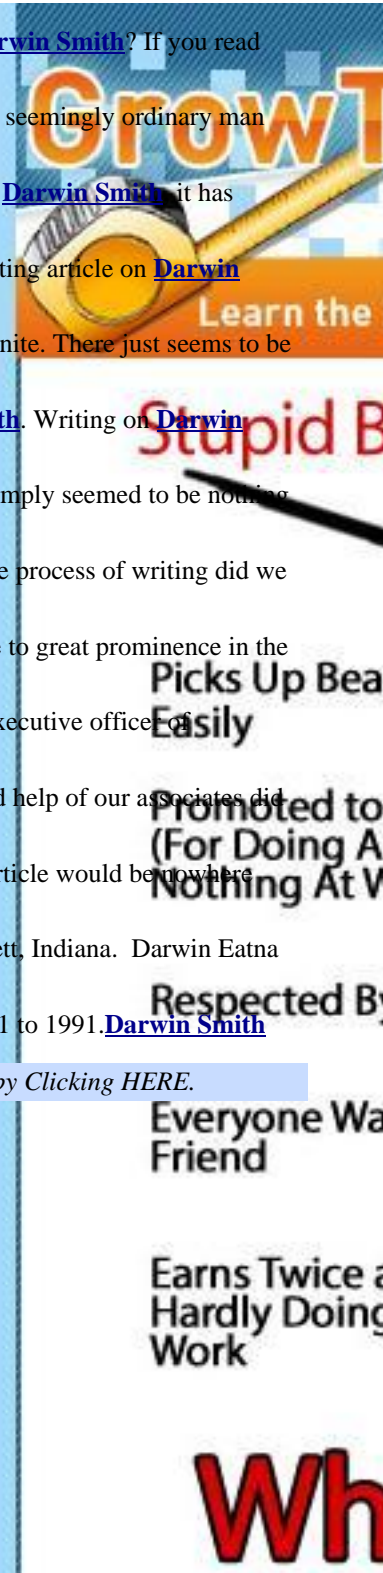 rwin Smith? If you read
GrowT
seemingly ordinary man
Darwin Smith, it has
ting article on Darwin
Learn the
nite. There just seems to be
th. Writing on Darwin
Stupid B
mply seemed to be nothing
e process of writing did we
e to great prominence in the
Picks Up Bea
Easily
xecutive officer of
d help of our associates did
Promoted to
(For Doing A
Nothing At W
rticle would be nowhere
ett, Indiana. Darwin Eatna
Respected By
1 to 1991.Darwin Smith
by Clicking HERE.
Everyone Wa
Friend
Earns Twice a
Hardly Doing
Work
Wh